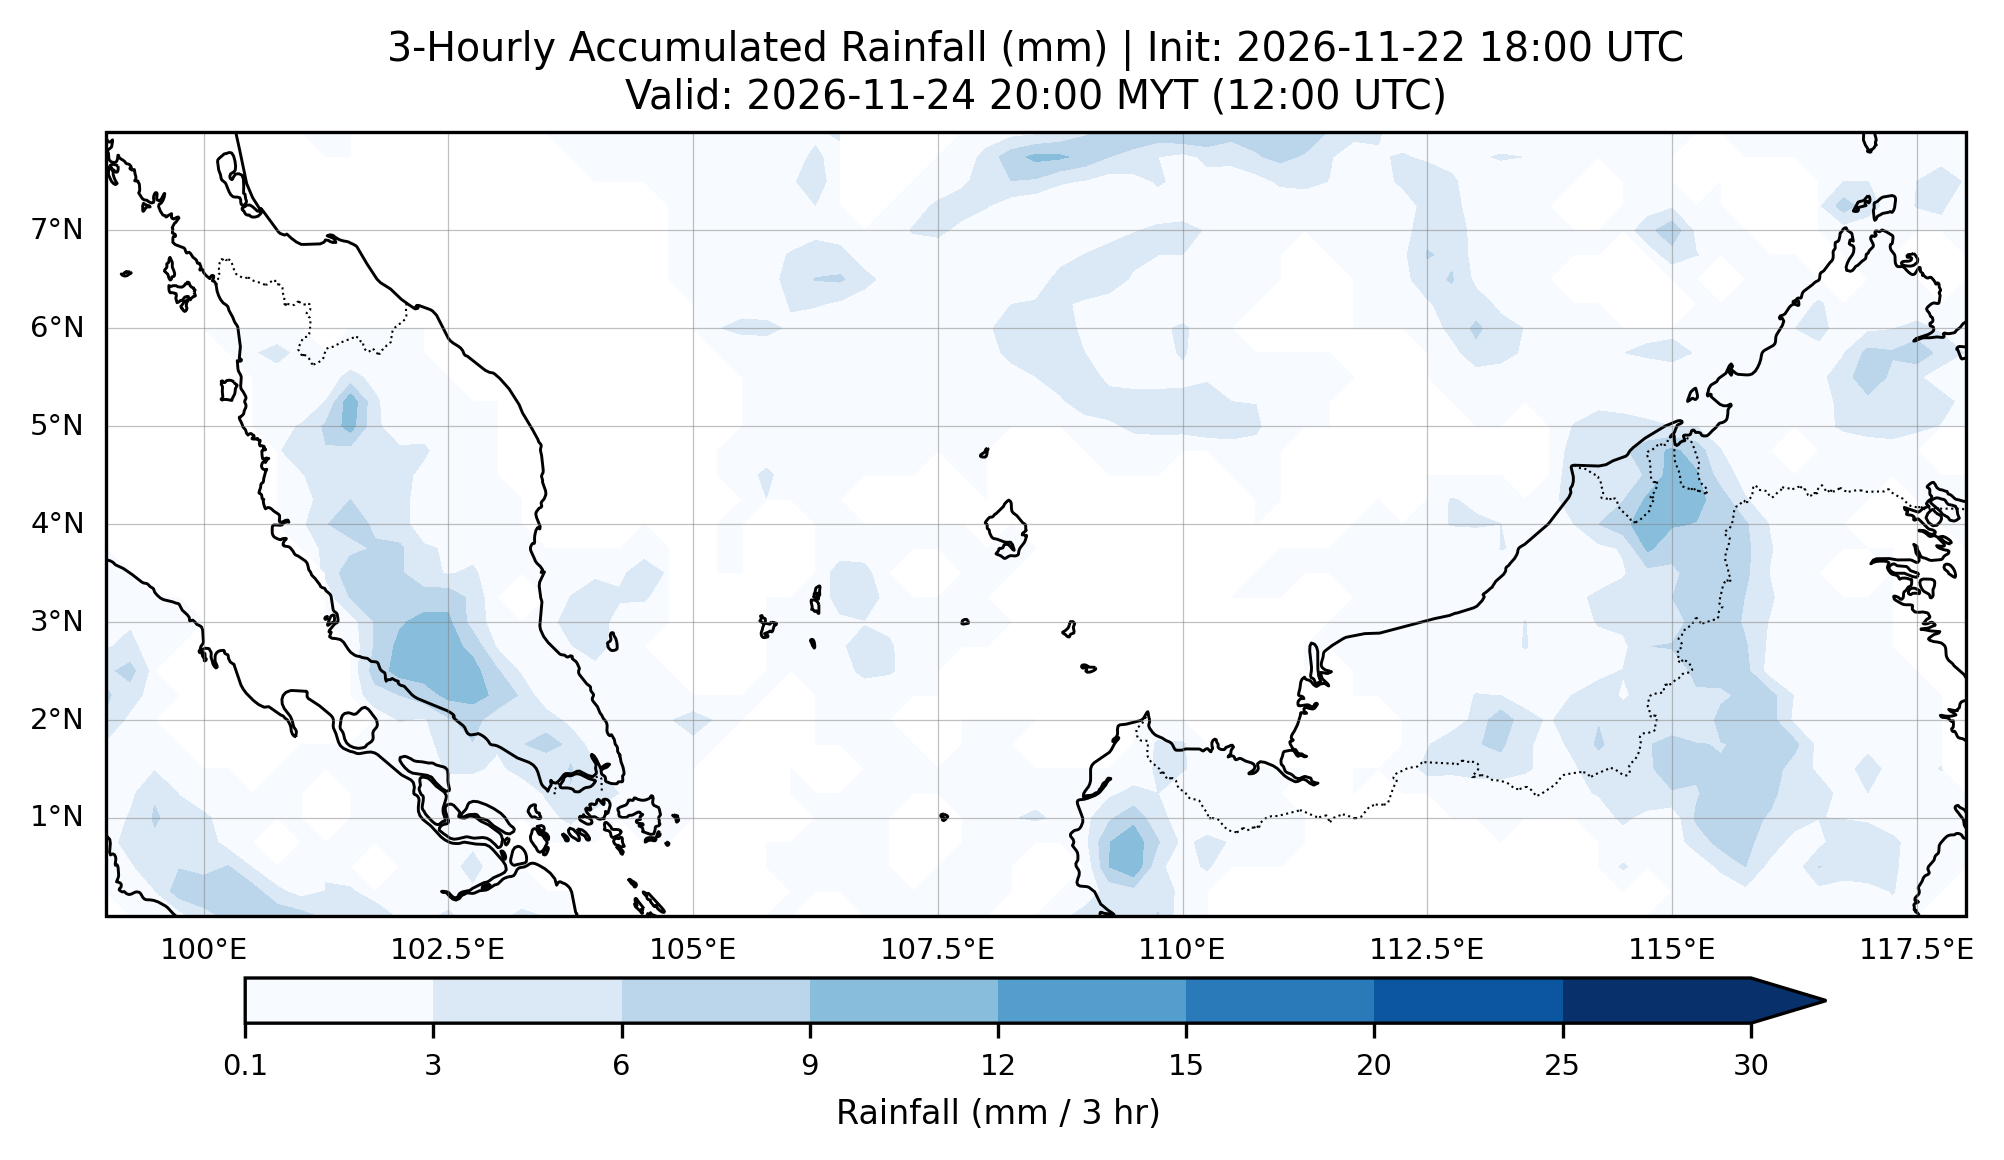 3-Hourly Accumulated Rainfall (mm) | Init: 2026-11-22 18:00 UTC
Valid: 2026-11-24 20:00 MYT (12:00 UTC)
7°N
6°N
5°N
4°N
3°N
2°N
1°N
100°E 102.5°E 105°E 107.5°E 110°E 112.5°E 115°E 117.5°E
0.1 3 6 9 12 15 20 25 30
Rainfall (mm / 3 hr)